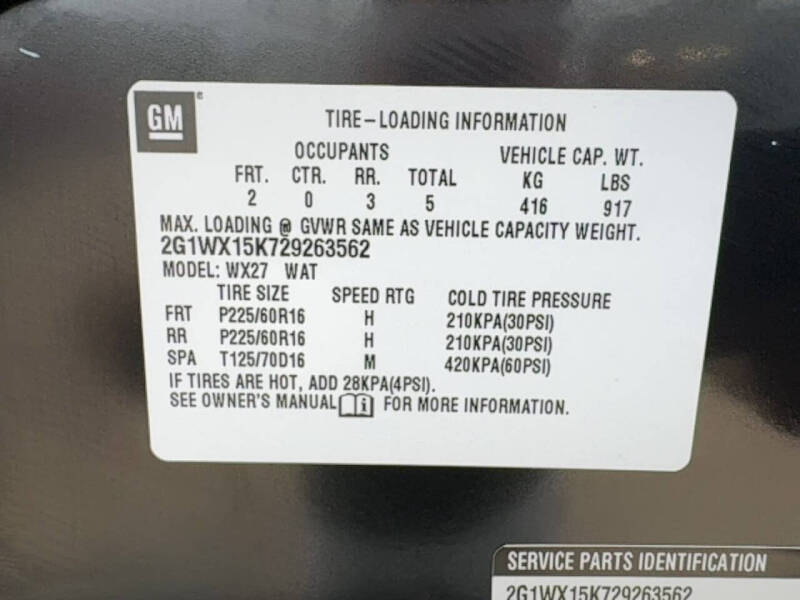 GM®
TIRE-LOADING INFORMATION
OCCUPANTS VEHICLE CAP. WT.
FRT. CTR. RR. TOTAL KG LBS
2 0 3 5 416 917
MAX. LOADING @ GVWR SAME AS VEHICLE CAPACITY WEIGHT.
2G1WX15K729263562
MODEL: WX27 WAT
TIRE SIZE SPEED RTG COLD TIRE PRESSURE
FRT P225/60R16 H 210KPA(30PSI)
RR P225/60R16 H 210KPA(30PSI)
SPA T125/70D16 M 420KPA(60PSI)
IF TIRES ARE HOT, ADD 28KPA(4PSI).
SEE OWNER'S MANUAL i FOR MORE INFORMATION.
SERVICE PARTS IDENTIFICATION
2G1WX15K729263562